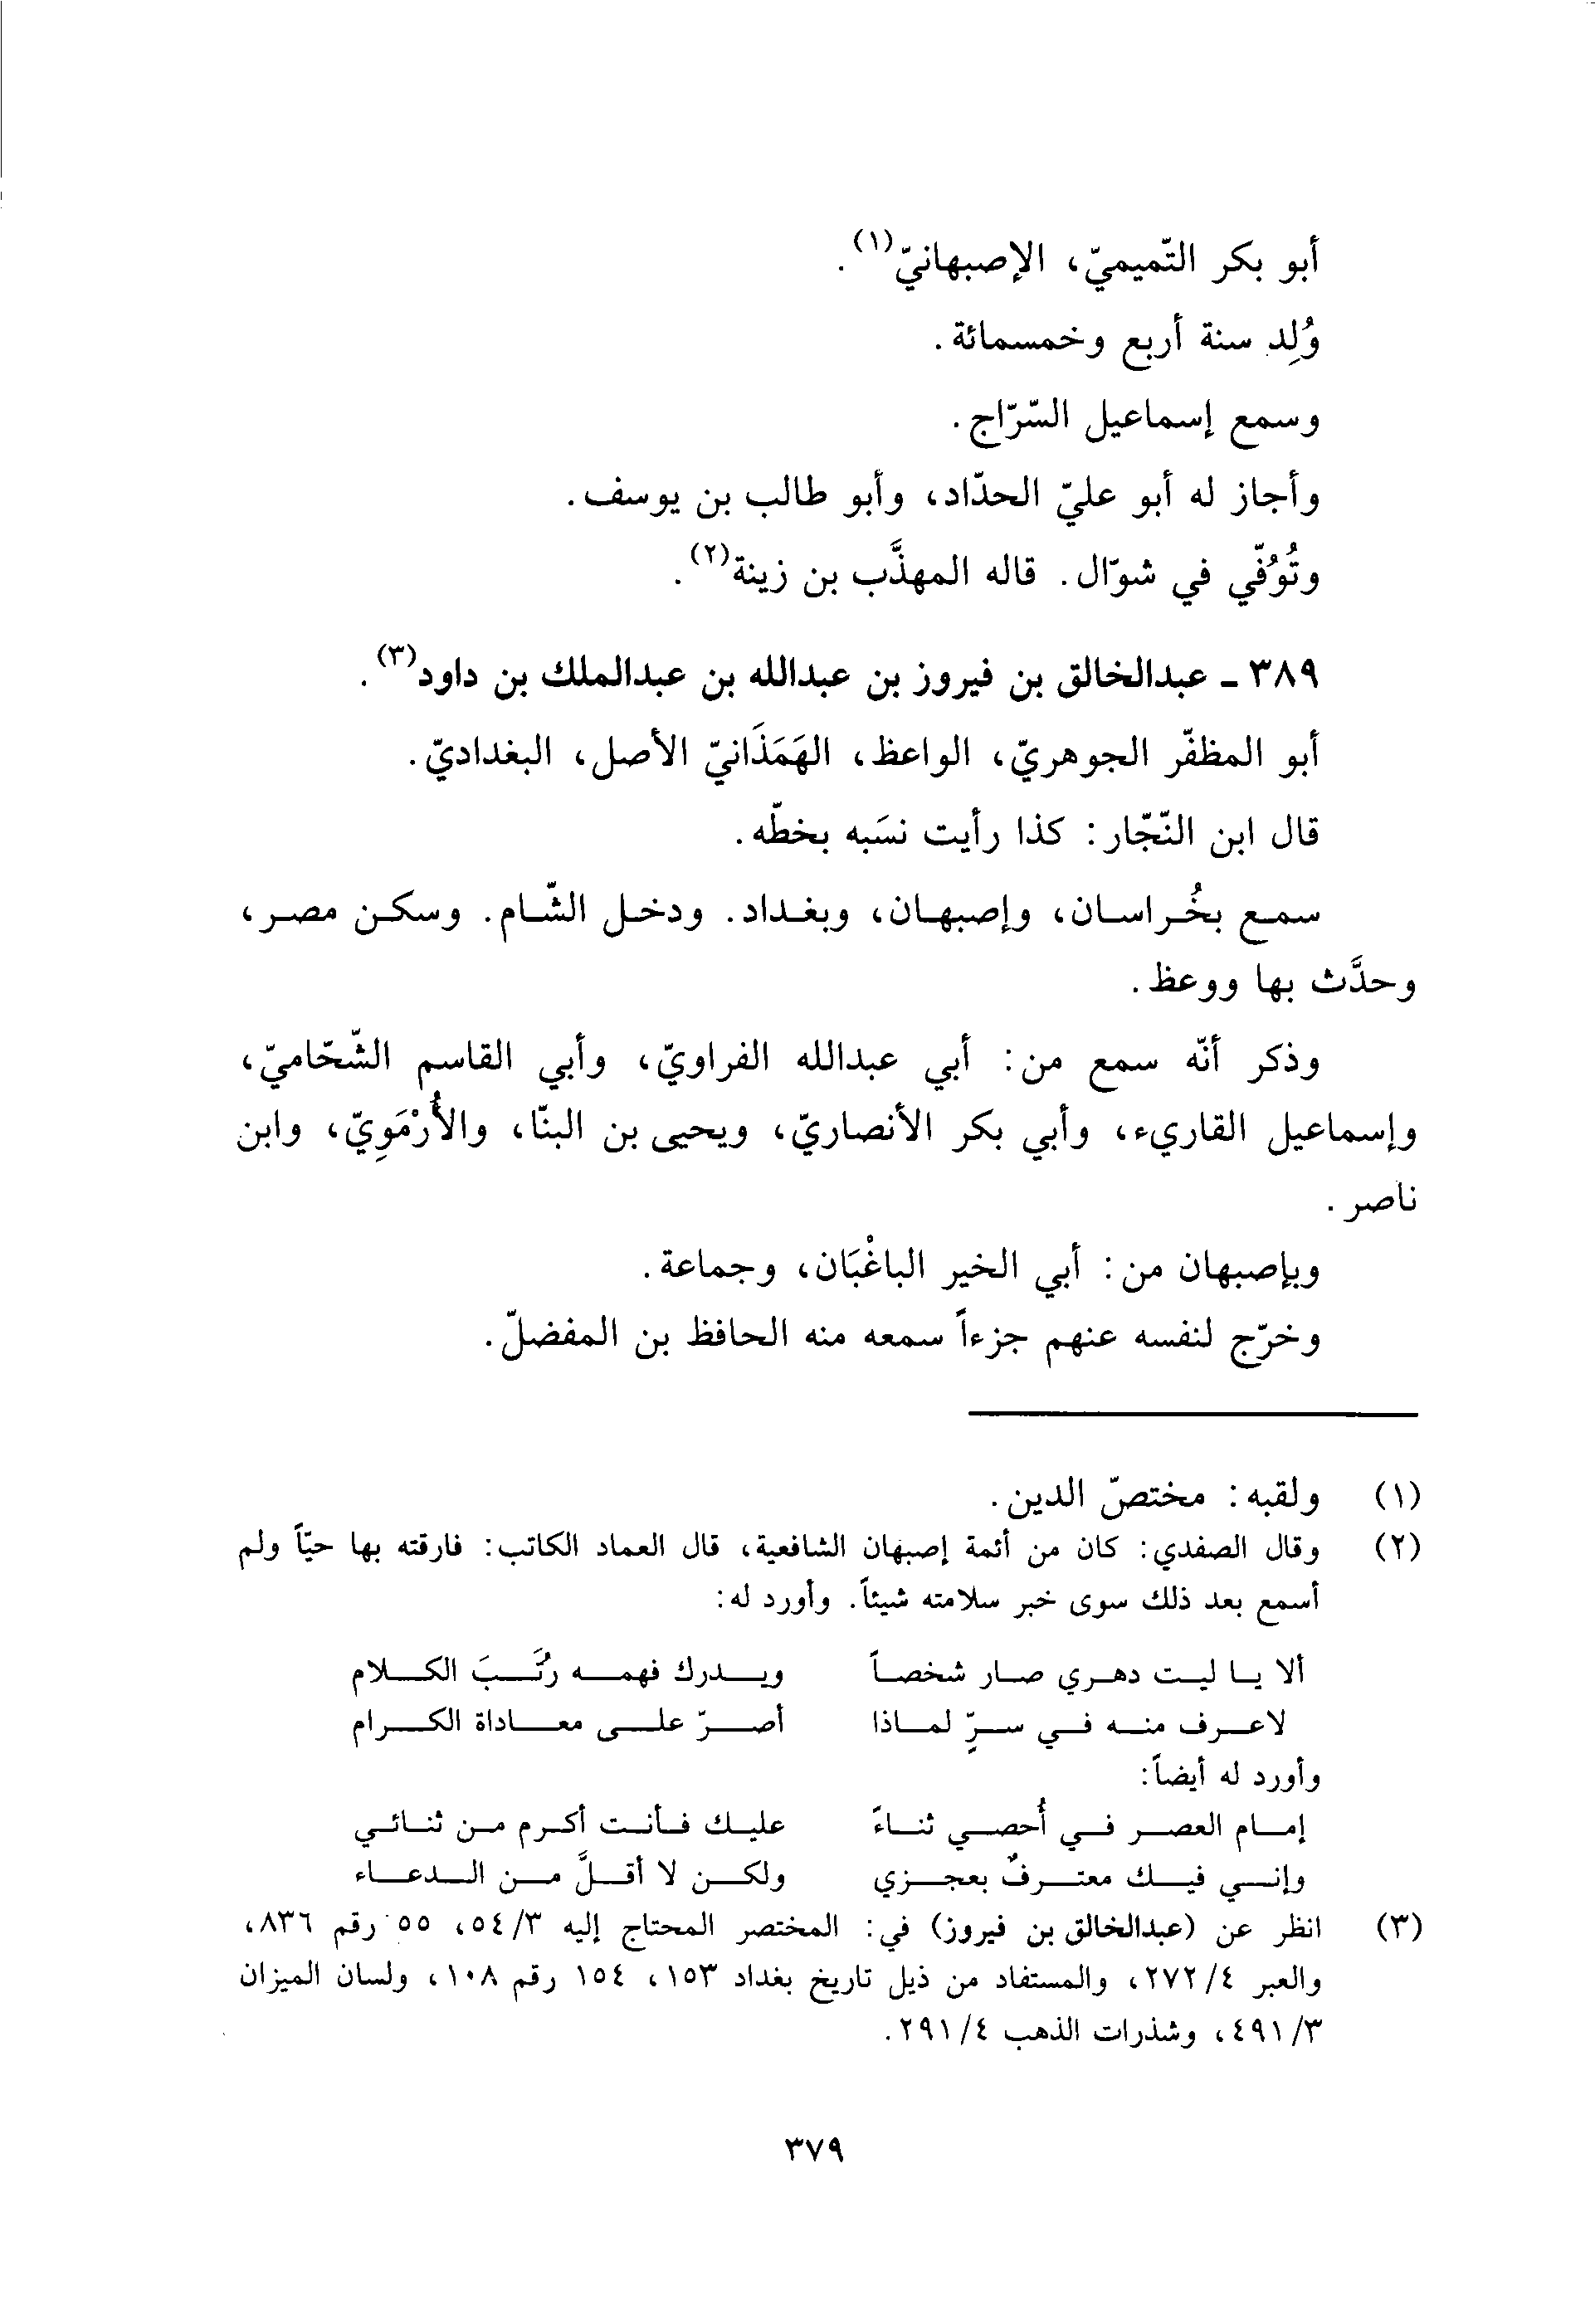 أبو بكر التّميميّ، الإصبهانيّ(١).
وُلِد سنة أربع وخمسمائة.
وسمع إسماعيل السّرّاج.
وأجاز له أبو عليّ الحدّاد، وأبو طالب بن يوسف.
وتُوُفّي في شوّال. قاله المهذَّب بن زينة(٢).
٣٨٩ - عبدالخالق بن فيروز بن عبدالله بن عبدالملك بن داود(٣).
أبو المظفّر الجوهريّ، الواعظ، الهَمَذَانيّ الأصل، البغداديّ.
قال ابن النّجّار: كذا رأيت نسَبه بخطّه.
سمع بخُراسان، وإصبهان، وبغداد. ودخل الشّام. وسكن مصر،
وحدَّث بها ووعظ.
وذكر أنّه سمع من: أبي عبدالله الفراويّ، وأبي القاسم الشّحّاميّ،
وإسماعيل القاريء، وأبي بكر الأنصاريّ، ويحيى بن البنّا، والأُرْمَوِيّ، وابن
ناصر.
وبإصبهان من: أبي الخير الباغْبَان، وجماعة.
وخرّج لنفسه عنهم جزءاً سمعه منه الحافظ بن المفضلّ.
(١) ولقبه: مختصّ الدين.
(٢) وقال الصفدي: كان من أئمة إصبهان الشافعية، قال العماد الكاتب: فارقته بها حيّاً ولم
أسمع بعد ذلك سوى خبر سلامته شيئاً. وأورد له:
ألا يا ليت دهري صار شخصاً ويدرك فهمه رُتَبَ الكلام
لاعرف منه في سرٍّ لماذا أصرّ على معاداة الكرام
وأورد له أيضاً:
إمام العصر في أُحصي ثناءً عليك فأنت أكرم من ثنائي
وإنسي فيك معترفٌ بعجزي ولكن لا أقلَّ من الدعاء
(٣) انظر عن (عبدالخالق بن فيروز) في: المختصر المحتاج إليه ٣/٥٤، ٥٥ رقم ٨٣٦،
والعبر ٤/٢٧٢، والمستفاد من ذيل تاريخ بغداد ١٥٣، ١٥٤ رقم ١٠٨، ولسان الميزان
٣/٤٩١، وشذرات الذهب ٤/٢٩١.
٣٧٩